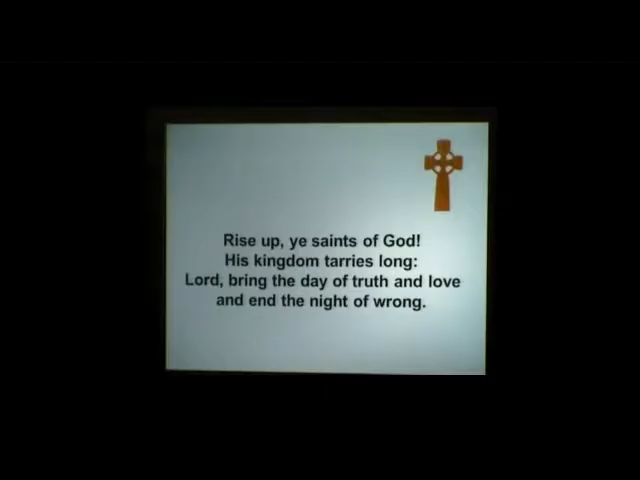 Rise up, ye saints of God!
His kingdom tarries long:
Lord, bring the day of truth and love
and end the night of wrong.